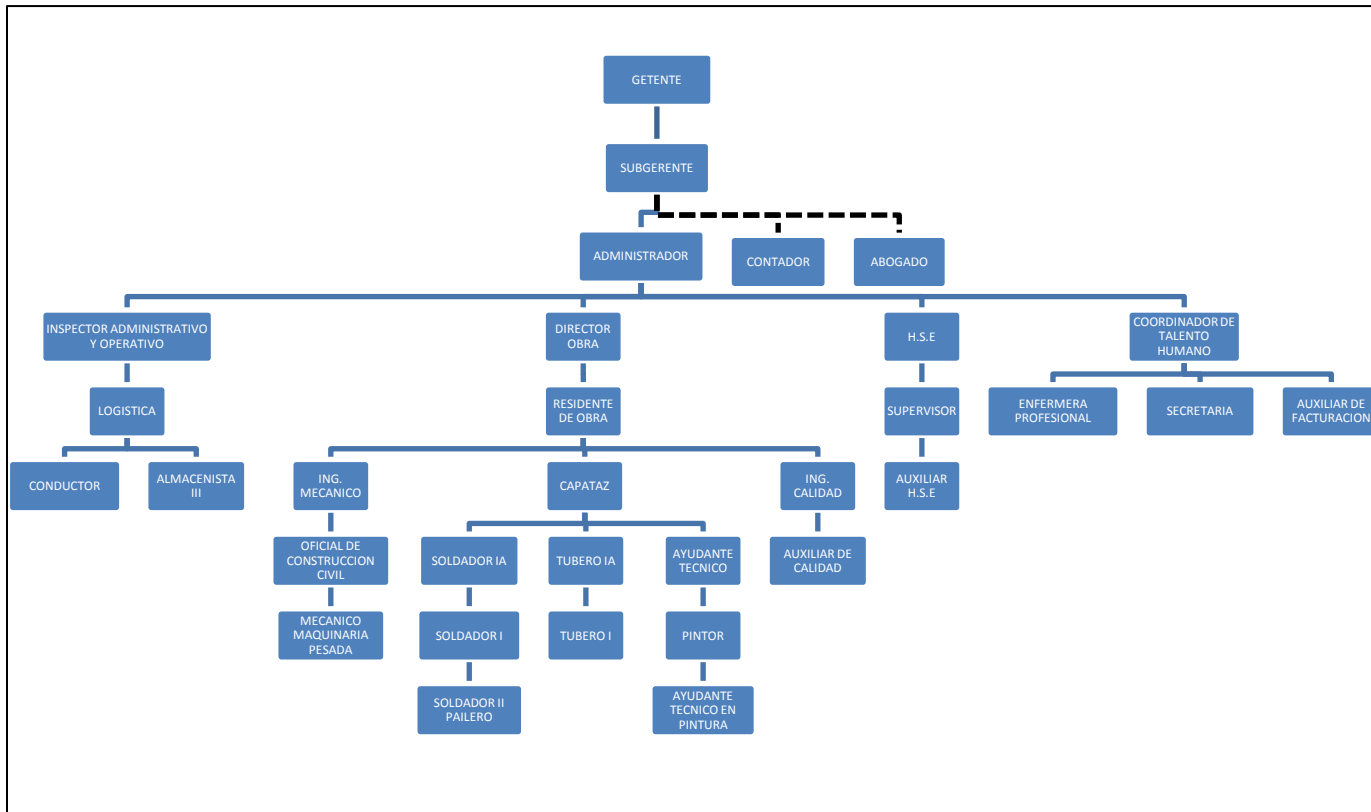 GETENTE
SUBGERENTE
ADMINISTRADOR
CONTADOR
ABOGADO
INSPECTOR ADMINISTRATIVO
Y OPERATIVO
DIRECTOR
OBRA
H.S.E
COORDINADOR DE
TALENTO
HUMANO
LOGISTICA
RESIDENTE
DE OBRA
SUPERVISOR
ENFERMERA
PROFESIONAL
SECRETARIA
AUXILIAR DE
FACTURACION
CONDUCTOR
ALMACENISTA
III
ING.
MECANICO
CAPATAZ
ING.
CALIDAD
AUXILIAR
H.S.E
OFICIAL DE
CONSTRUCCION
CIVIL
SOLDADOR IA
TUBERO IA
AYUDANTE
TECNICO
AUXILIAR DE
CALIDAD
MECANICO
MAQUINARIA
PESADA
SOLDADOR I
TUBERO I
PINTOR
SOLDADOR II
PAILERO
AYUDANTE
TECNICO EN
PINTURA